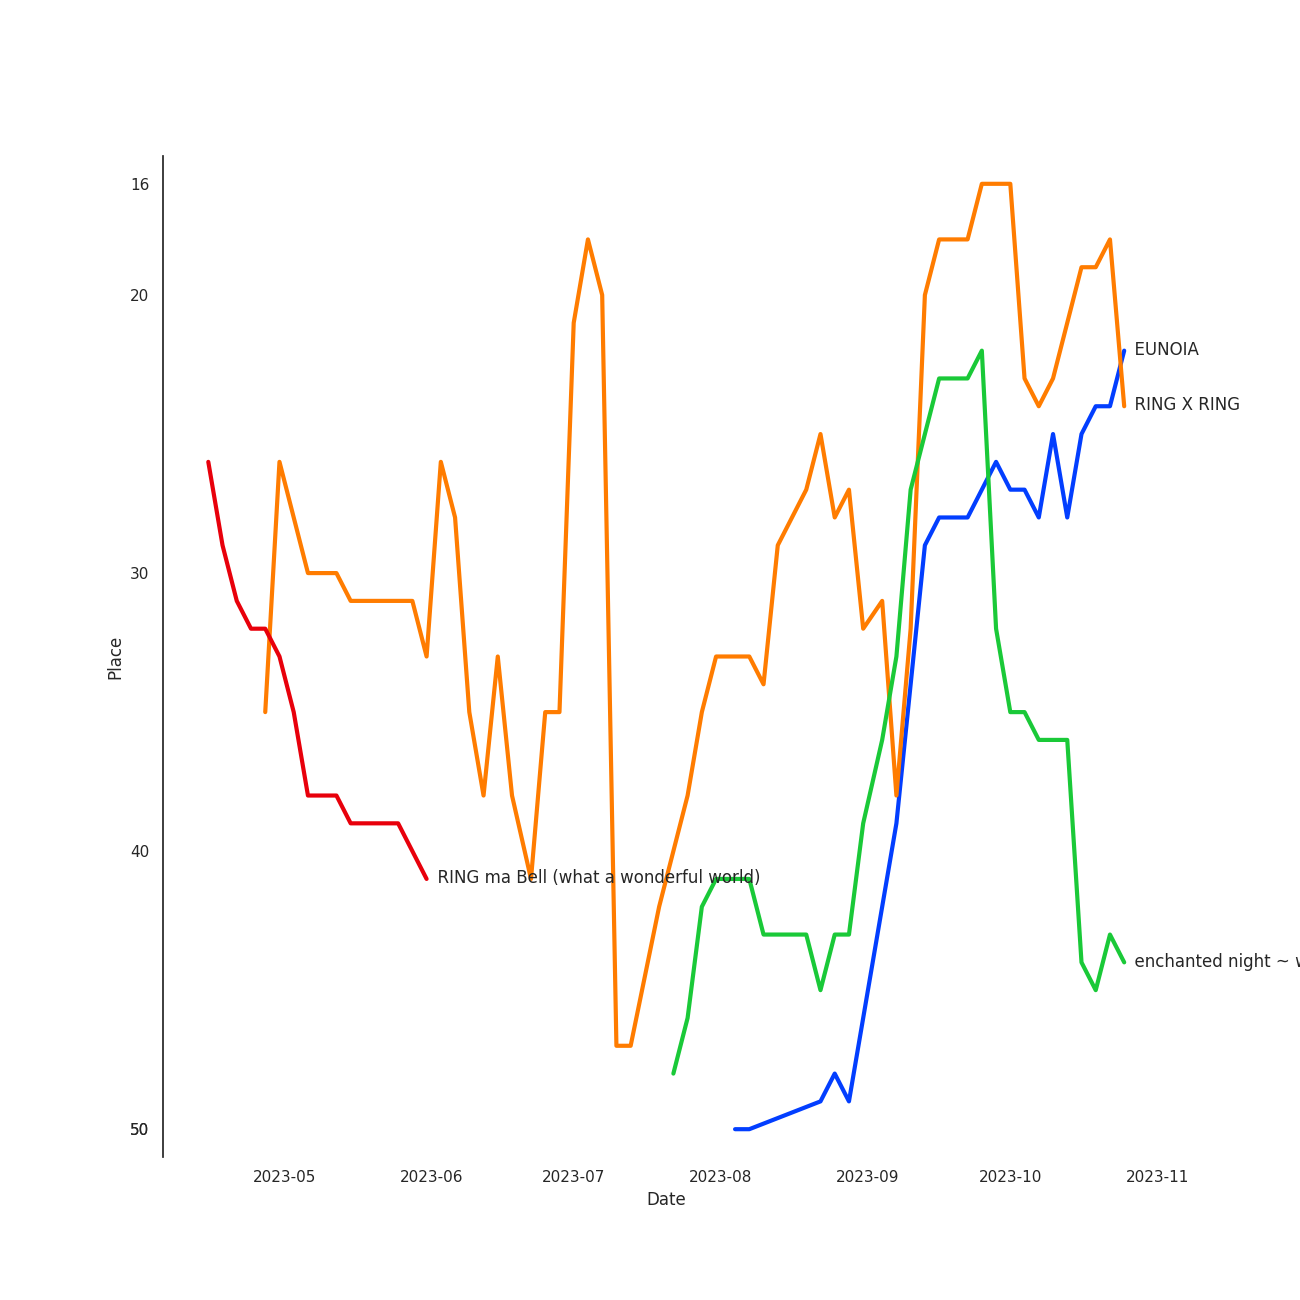 16
20
30
40
50
Place
EUNOIA
RING X RING
RING ma Bell (what a wonderful world)
enchanted night ~
2023-05 2023-06 2023-07 2023-08 2023-09 2023-10 2023-11
Date